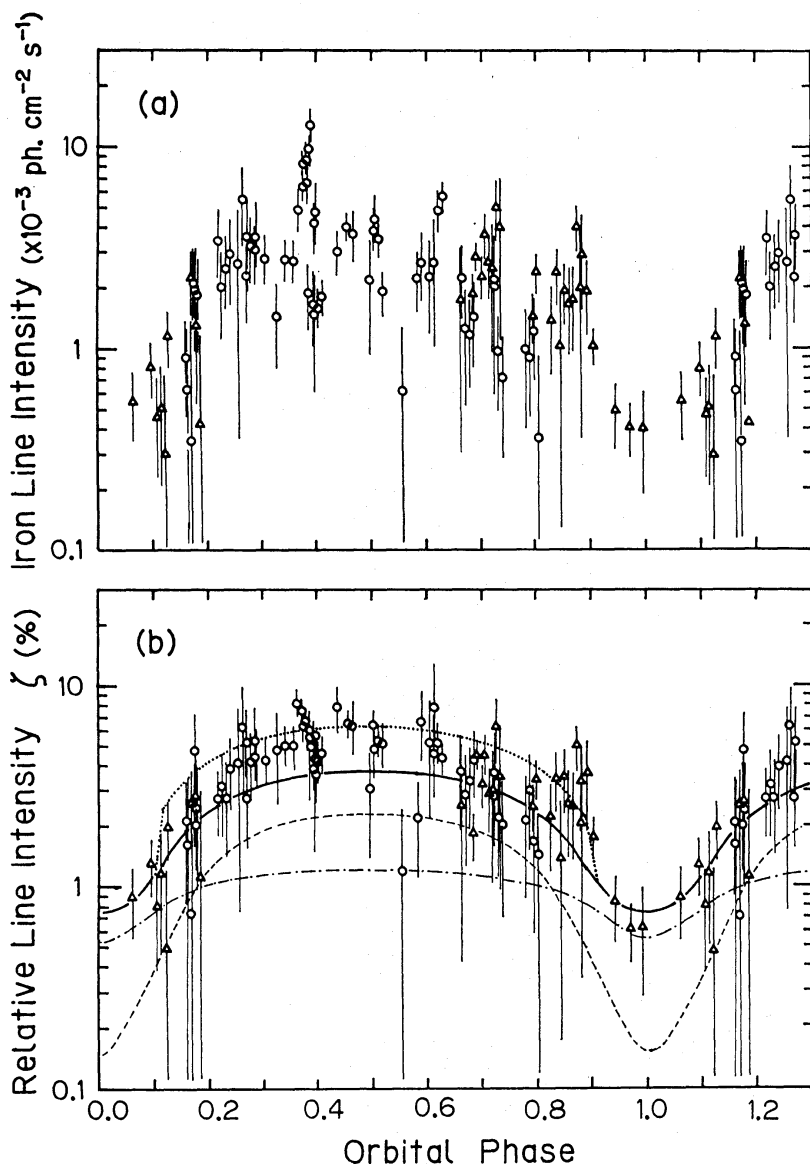 Iron Line Intensity (x10⁻³ ph. cm⁻² s⁻¹)
(a)
10
1
0.1
Relative Line Intensity ζ (%)
(b)
10
1
0.1
0.0 0.2 0.4 0.6 0.8 1.0 1.2
Orbital Phase